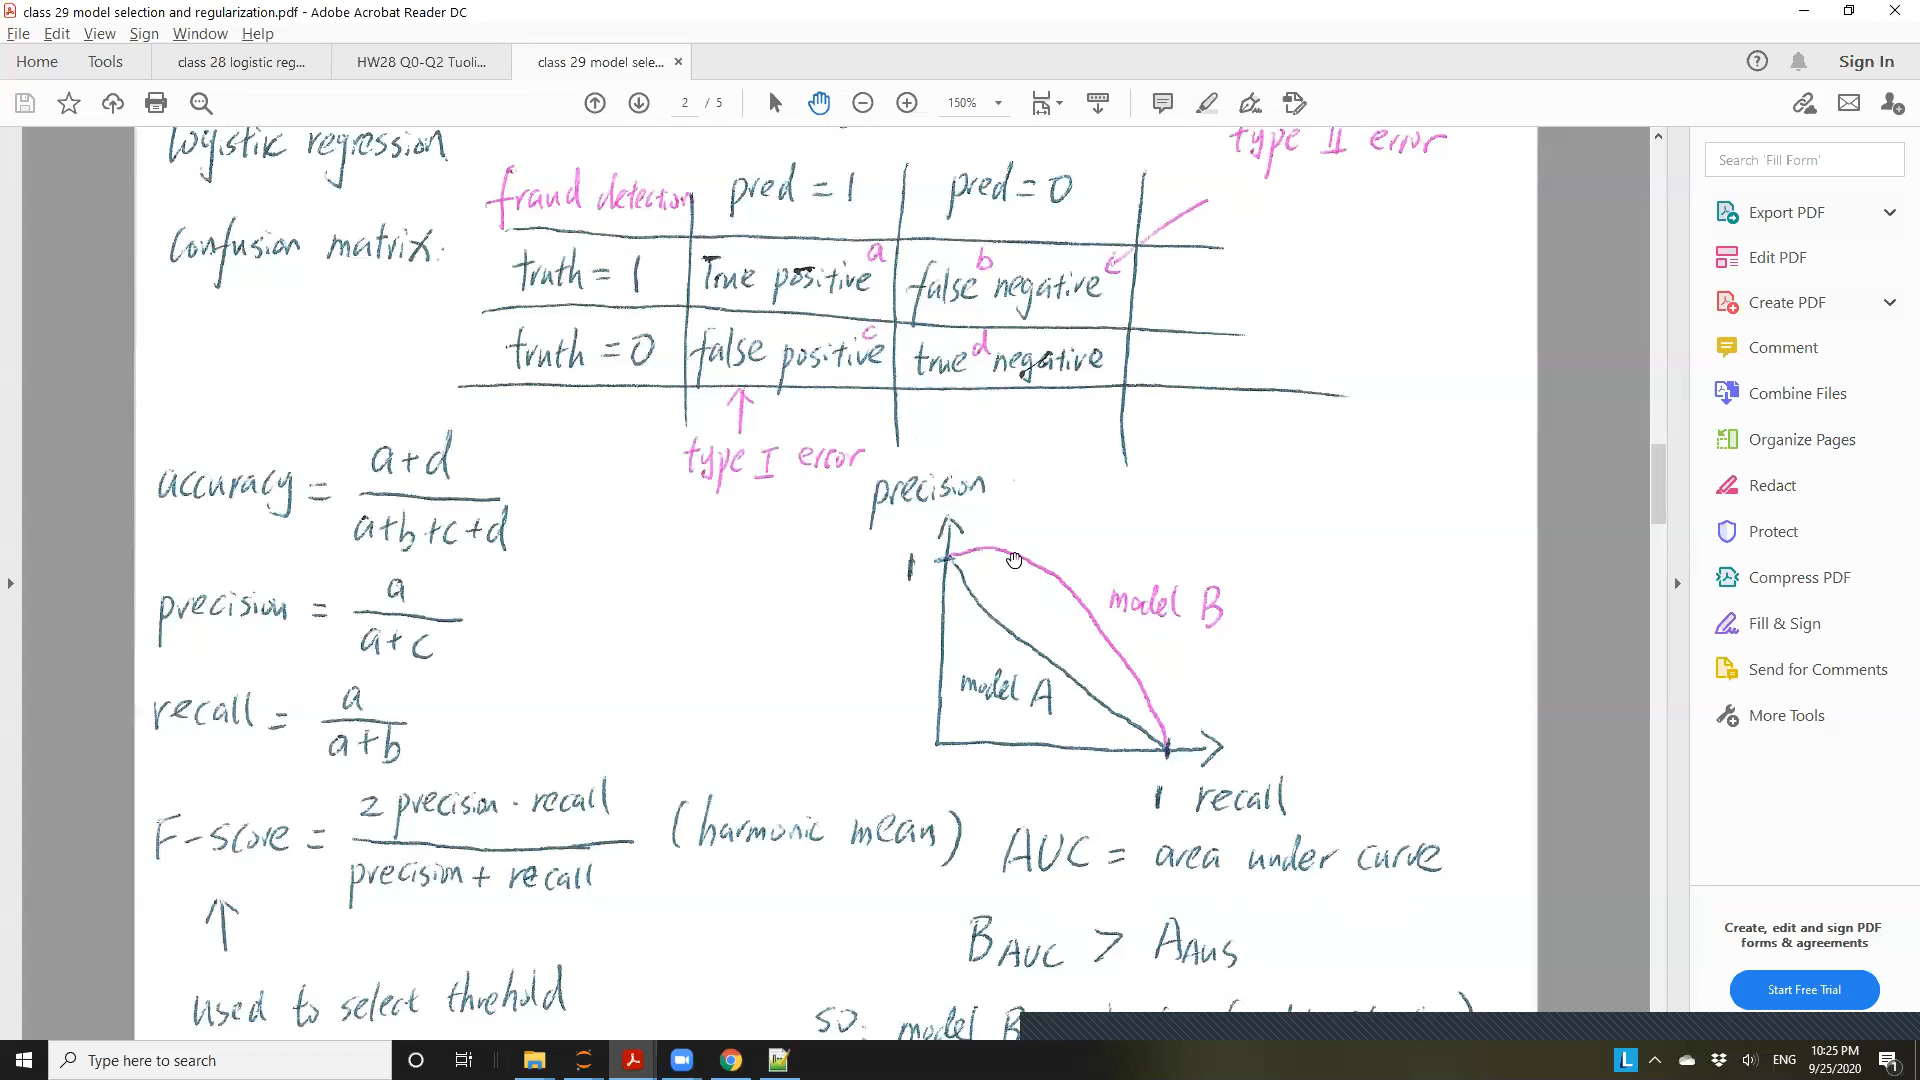 class 29 model selection and regularization.pdf - Adobe Acrobat Reader DC
File Edit View Sign Window Help
Home Tools class 28 logistic reg... HW28 Q0-Q2 Tuoli... class 29 model sele... × Sign In
2 / 5 150%
logistic regression
type II error
fraud detection pred = 1 pred = 0
confusion matrix:
truth = 1 True positive a false negative b
truth = 0 false positive c true negative d
type I error
accuracy = a+d
a+b+c+d
precision
1
precision = a
a+c
model B
model A
recall = a
a+b
1 recall
F-score = 2 precision · recall
precision + recall
(harmonic mean)
AUC = area under curve
B AUC > A AUS
used to select threhold
so. model B
Search 'Fill Form'
Export PDF
Edit PDF
Create PDF
Comment
Combine Files
Organize Pages
Redact
Protect
Compress PDF
Fill & Sign
Send for Comments
More Tools
Create, edit and sign PDF
forms & agreements
Start Free Trial
Type here to search
L
ENG
10:25 PM
9/25/2020
1